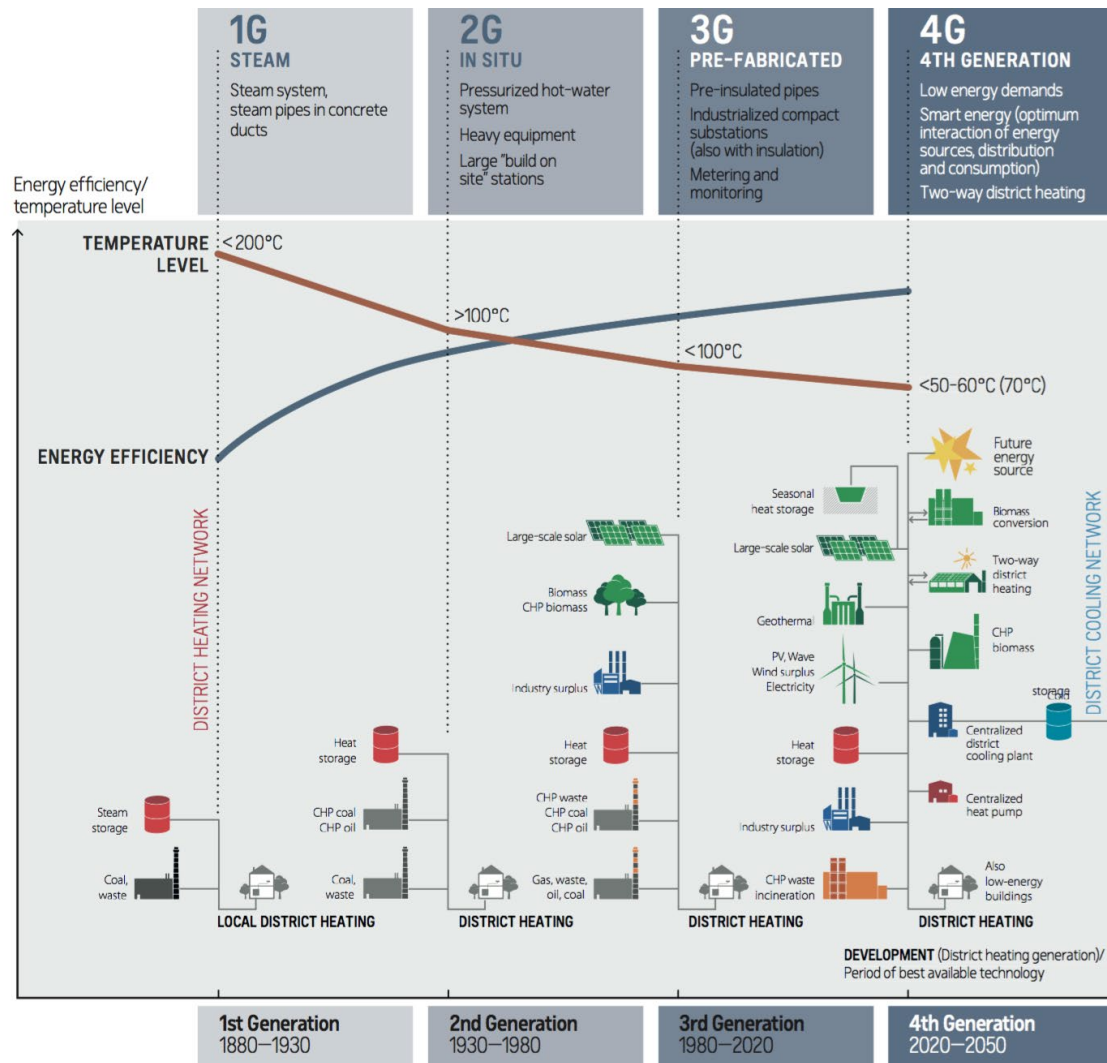 1G
STEAM
Steam system,
steam pipes in concrete
ducts
2G
IN SITU
Pressurized hot-water
system
Heavy equipment
Large "build on
site" stations
3G
PRE-FABRICATED
Pre-insulated pipes
Industrialized compact
substations
(also with insulation)
Metering and
monitoring
4G
4TH GENERATION
Low energy demands
Smart energy (optimum
interaction of energy
sources, distribution
and consumption)
Two-way district heating
Energy efficiency/
temperature level
TEMPERATURE
LEVEL
<200°C
>100°C
<100°C
<50-60°C (70°C)
ENERGY EFFICIENCY
DISTRICT HEATING NETWORK
Steam
storage
Coal,
waste
LOCAL DISTRICT HEATING
Heat
storage
CHP coal
CHP oil
Coal,
waste
DISTRICT HEATING
Large-scale solar
Biomass
CHP biomass
Industry surplus
Heat
storage
CHP waste
CHP coal
CHP oil
Gas, waste,
oil, coal
DISTRICT HEATING
Seasonal
heat storage
Large-scale solar
Geothermal
PV, Wave
Wind surplus
Electricity
Heat
storage
Industry surplus
CHP waste
incineration
DISTRICT HEATING
Future
energy
source
Biomass
conversion
Two-way
district
heating
CHP
biomass
storage
Cold
Centralized
district
cooling plant
Centralized
heat pump
Also
low-energy
buildings
DISTRICT COOLING NETWORK
DEVELOPMENT (District heating generation)/
Period of best available technology
1st Generation
1880–1930
2nd Generation
1930–1980
3rd Generation
1980–2020
4th Generation
2020–2050